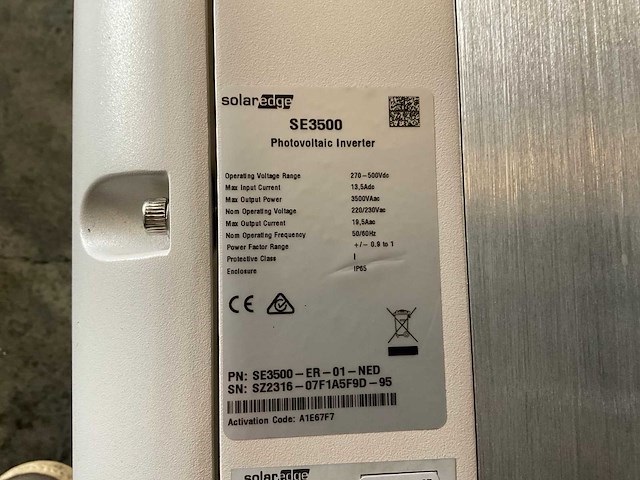 solaredge
SE3500
Photovoltaic Inverter
Operating Voltage Range 270-500Vdc
Max Input Current 13,5Adc
Max Output Power 3500VAac
Nom Operating Voltage 220/230Vac
Max Output Current 19,5Aac
Nom Operating Frequency 50/60Hz
Power Factor Range +/- 0.9 to 1
Protective Class I
Enclosure IP65
CE
PN: SE3500-ER-01-NED
SN: SZ2316-07F1A5F9D-95
Activation Code: A1E67F7
solaredge